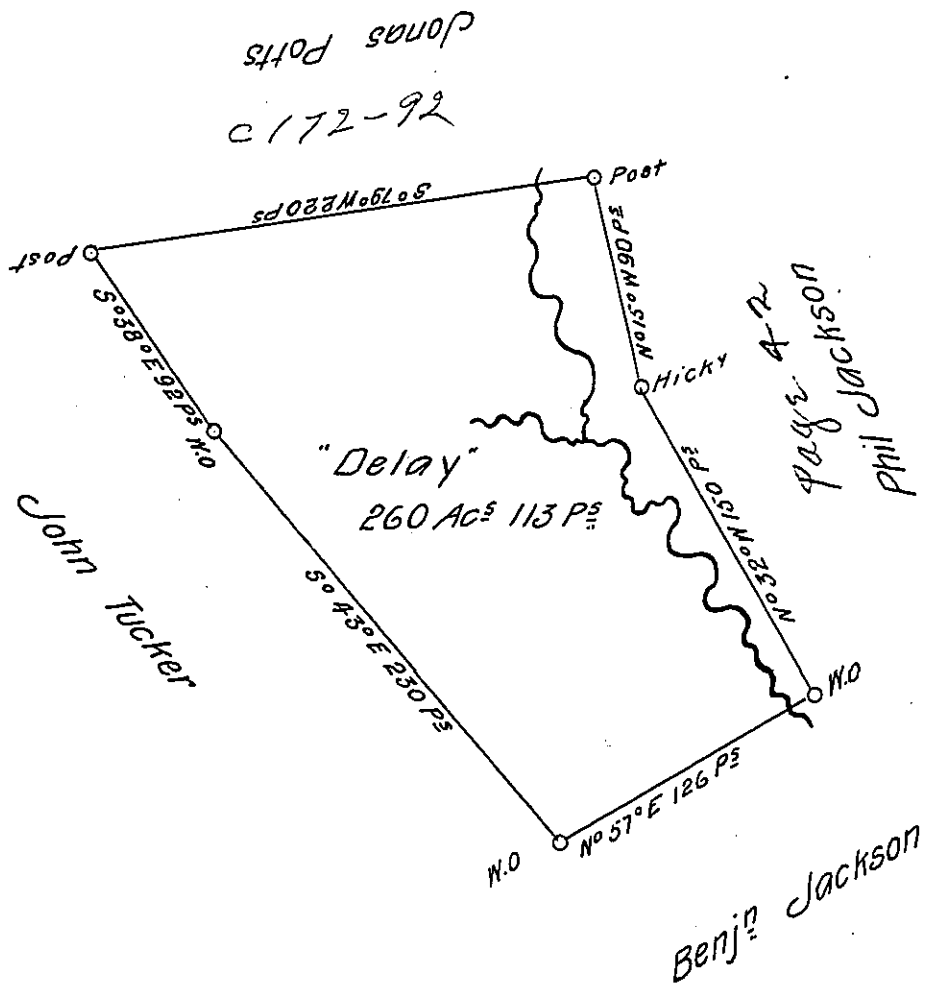 Jonas Potts
C 172-92
Post
S° 79° W 220 ps
Post
N° 15° W 90 Ps
S° 38° E 92 Ps
Hicky
Page 42
Phil Jackson
W.O
"Delay"
260 Acs 113 Ps
N° 32° W 150 Ps
John Tucker
S° 43° E 230 Ps
W.O
N° 57° E 126 Ps
W.O
Benjn Jackson